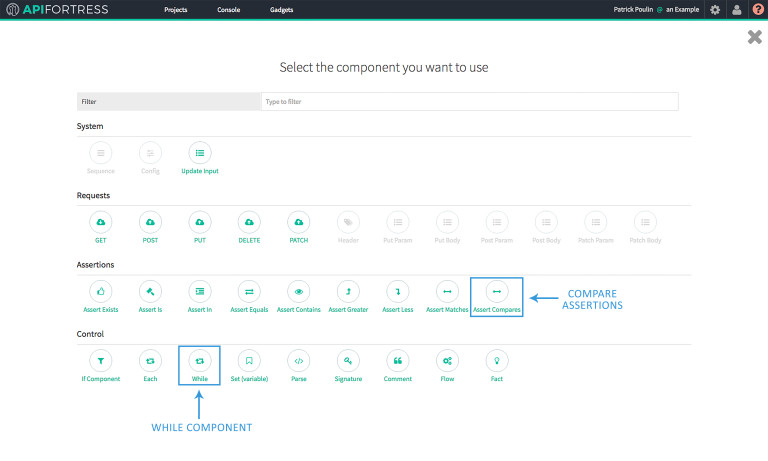 APIFORTRESS Projects Console Gadgets Patrick Poulin @ an Example ?
Select the component you want to use
Filter Type to filter
System
Sequence Config Update Input
Requests
GET POST PUT DELETE PATCH Header Put Param Put Body Post Param Post Body Patch Param Patch Body
Assertions
Assert Exists Assert Is Assert In Assert Equals Assert Contains Assert Greater Assert Less Assert Matches Assert Compares
COMPARE
ASSERTIONS
Control
If Component Each While Set (variable) Parse Signature Comment Flow Fact
WHILE COMPONENT